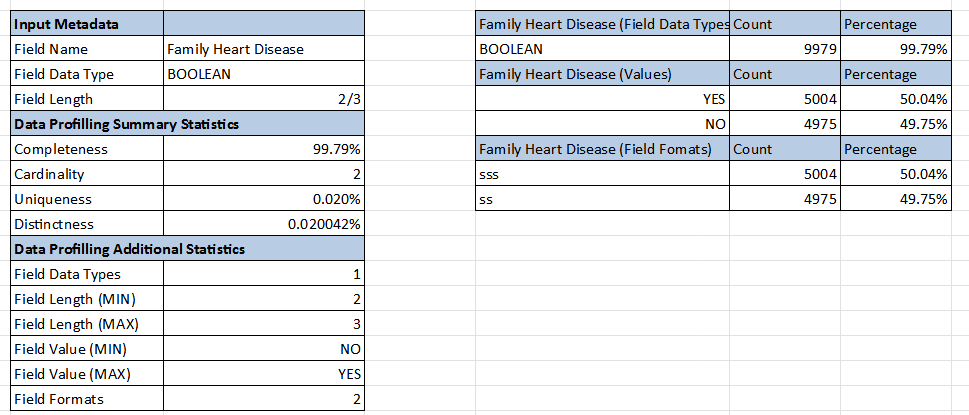 Input Metadata
Field Name Family Heart Disease
Field Data Type BOOLEAN
Field Length 2/3
Data Profilling Summary Statistics
Completeness 99.79%
Cardinality 2
Uniqueness 0.020%
Distinctness 0.020042%
Data Profilling Additional Statistics
Field Data Types 1
Field Length (MIN) 2
Field Length (MAX) 3
Field Value (MIN) NO
Field Value (MAX) YES
Field Formats 2
Family Heart Disease (Field Data Types Count Percentage
BOOLEAN 9979 99.79%
Family Heart Disease (Values) Count Percentage
YES 5004 50.04%
NO 4975 49.75%
Family Heart Disease (Field Fomats) Count Percentage
sss 5004 50.04%
ss 4975 49.75%